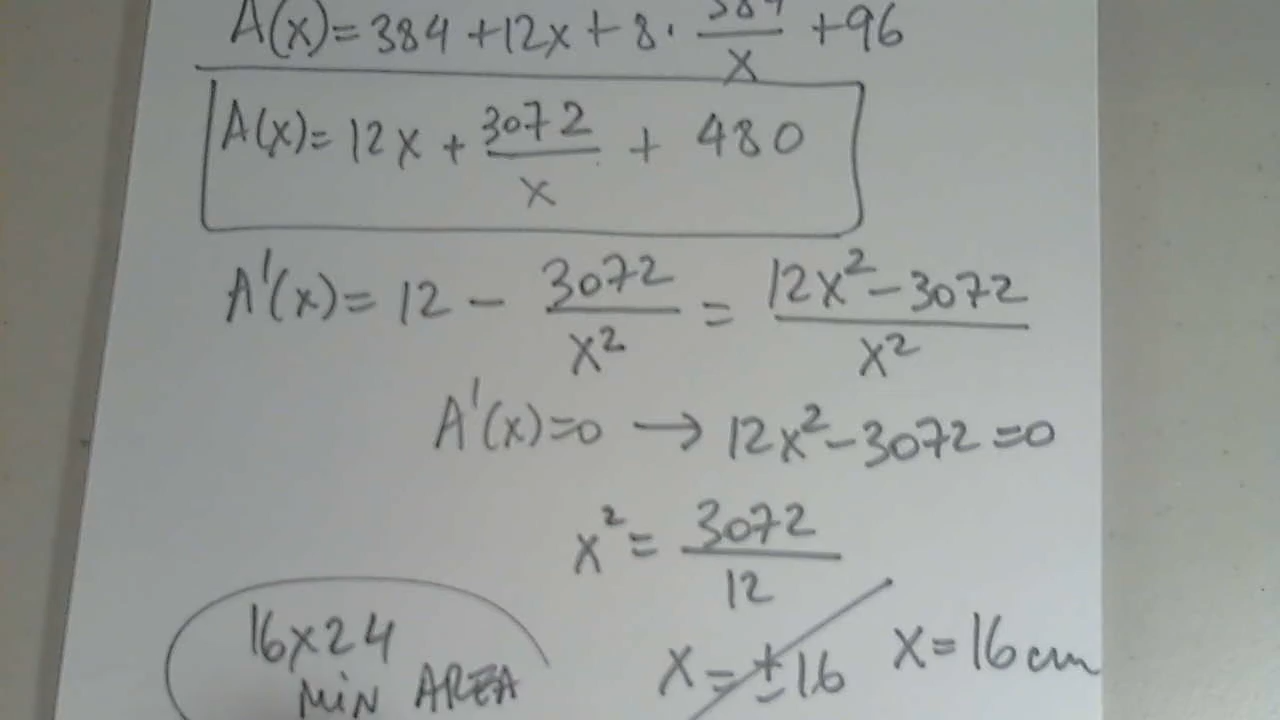 A(x)=384+12x+8·384/x+96
A(x)=12x+3072/x+480
A'(x)=12-3072/x²=12x²-3072/x²
A'(x)=0→12x²-3072=0
x²=3072/12
x=±16 x=16cm
16x24
MIN AREA